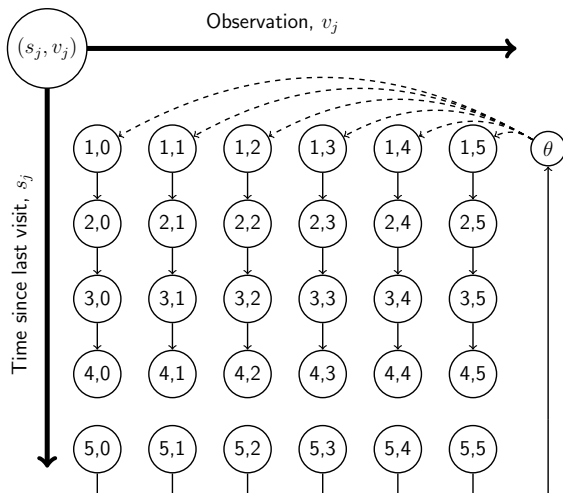 Observation, v_j
(s_j, v_j)
Time since last visit, s_j
1,0 1,1 1,2 1,3 1,4 1,5 θ
2,0 2,1 2,2 2,3 2,4 2,5
3,0 3,1 3,2 3,3 3,4 3,5
4,0 4,1 4,2 4,3 4,4 4,5
5,0 5,1 5,2 5,3 5,4 5,5